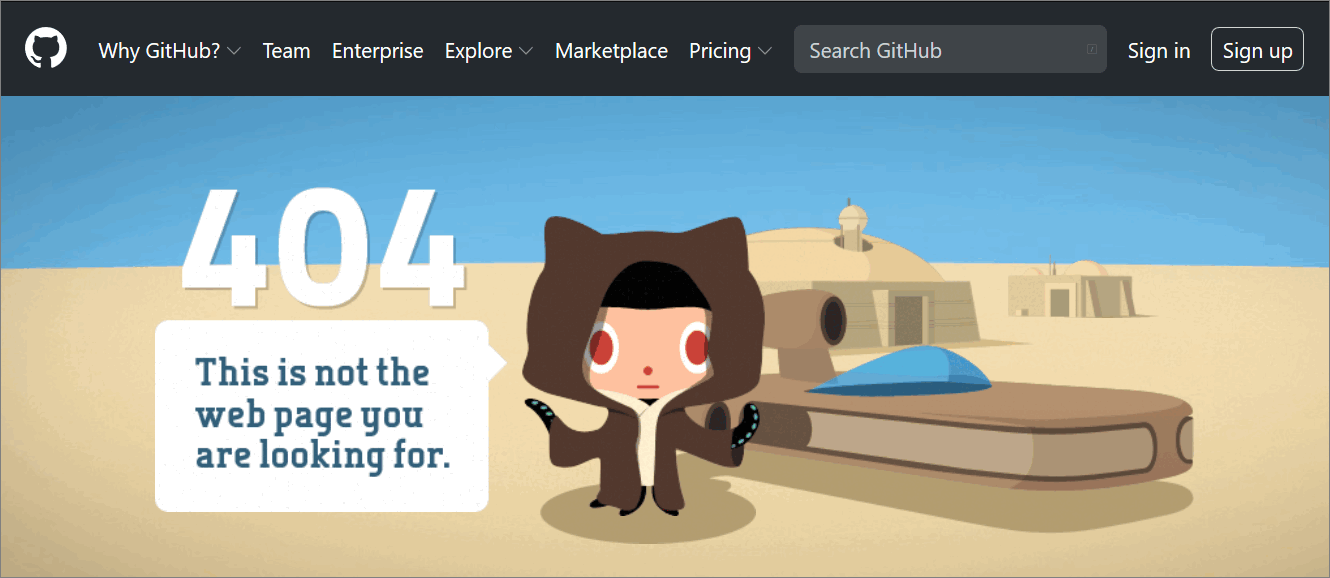 Why GitHub? Team Enterprise Explore Marketplace Pricing Search GitHub / Sign in Sign up
404
This is not the
web page you
are looking for.